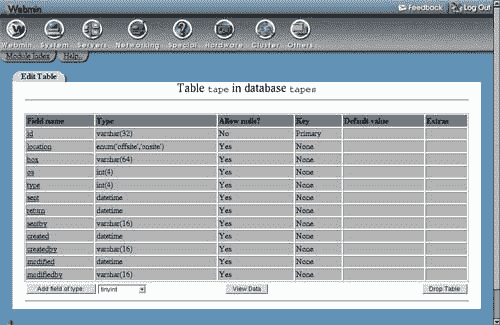 Webmin
Feedback Log Out
Webmin System Servers Networking Special Hardware Cluster Others
Module Index Help..
Edit Table
Table tape in database tapes
Field name Type Allow nulls? Key Default value Extras
id varchar(32) No Primary
location enum('offsite','onsite') Yes None
box varchar(64) Yes None
os int(4) Yes None
type int(4) Yes None
sent datetime Yes None
return datetime Yes None
sentby varchar(16) Yes None
created datetime Yes None
createdby varchar(16) Yes None
modified datetime Yes None
modifiedby varchar(16) Yes None
Add field of type: tinyint View Data Drop Table